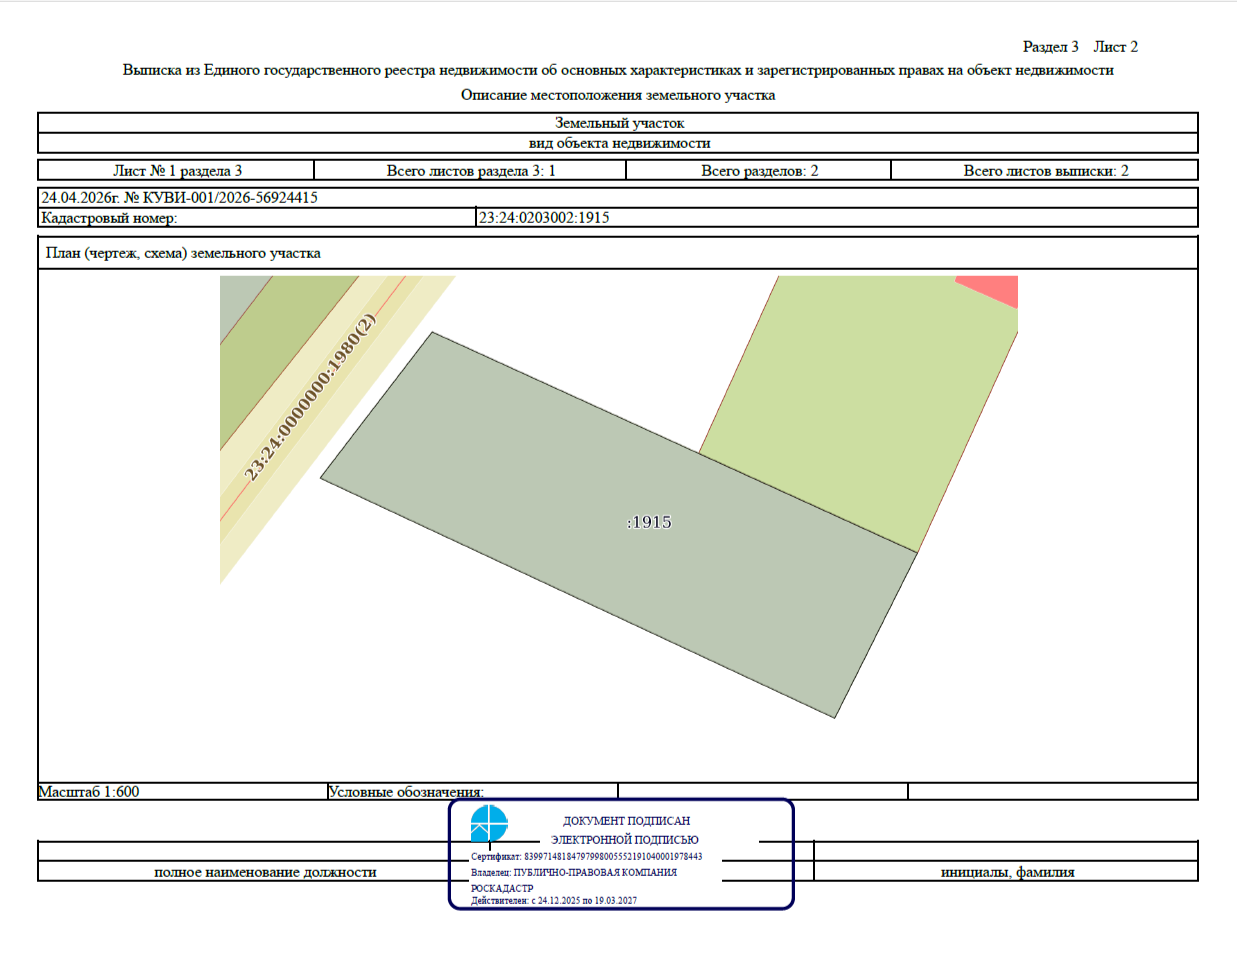 Раздел 3 Лист 2
Выписка из Единого государственного реестра недвижимости об основных характеристиках и зарегистрированных правах на объект недвижимости
Описание местоположения земельного участка
Земельный участок
вид объекта недвижимости
Лист № 1 раздела 3 Всего листов раздела 3: 1 Всего разделов: 2 Всего листов выписки: 2
24.04.2026г. № КУВИ-001/2026-56924415
Кадастровый номер: 23:24:0203002:1915
План (чертеж, схема) земельного участка
23:24:0000000:1980(2)
:1915
Масштаб 1:600 Условные обозначения:
ДОКУМЕНТ ПОДПИСАН
ЭЛЕКТРОННОЙ ПОДПИСЬЮ
Сертификат: 83997148184797998005552191040001978443
Владелец: ПУБЛИЧНО-ПРАВОВАЯ КОМПАНИЯ
РОСКАДАСТР
Действителен: с 24.12.2025 по 19.03.2027
полное наименование должности инициалы, фамилия